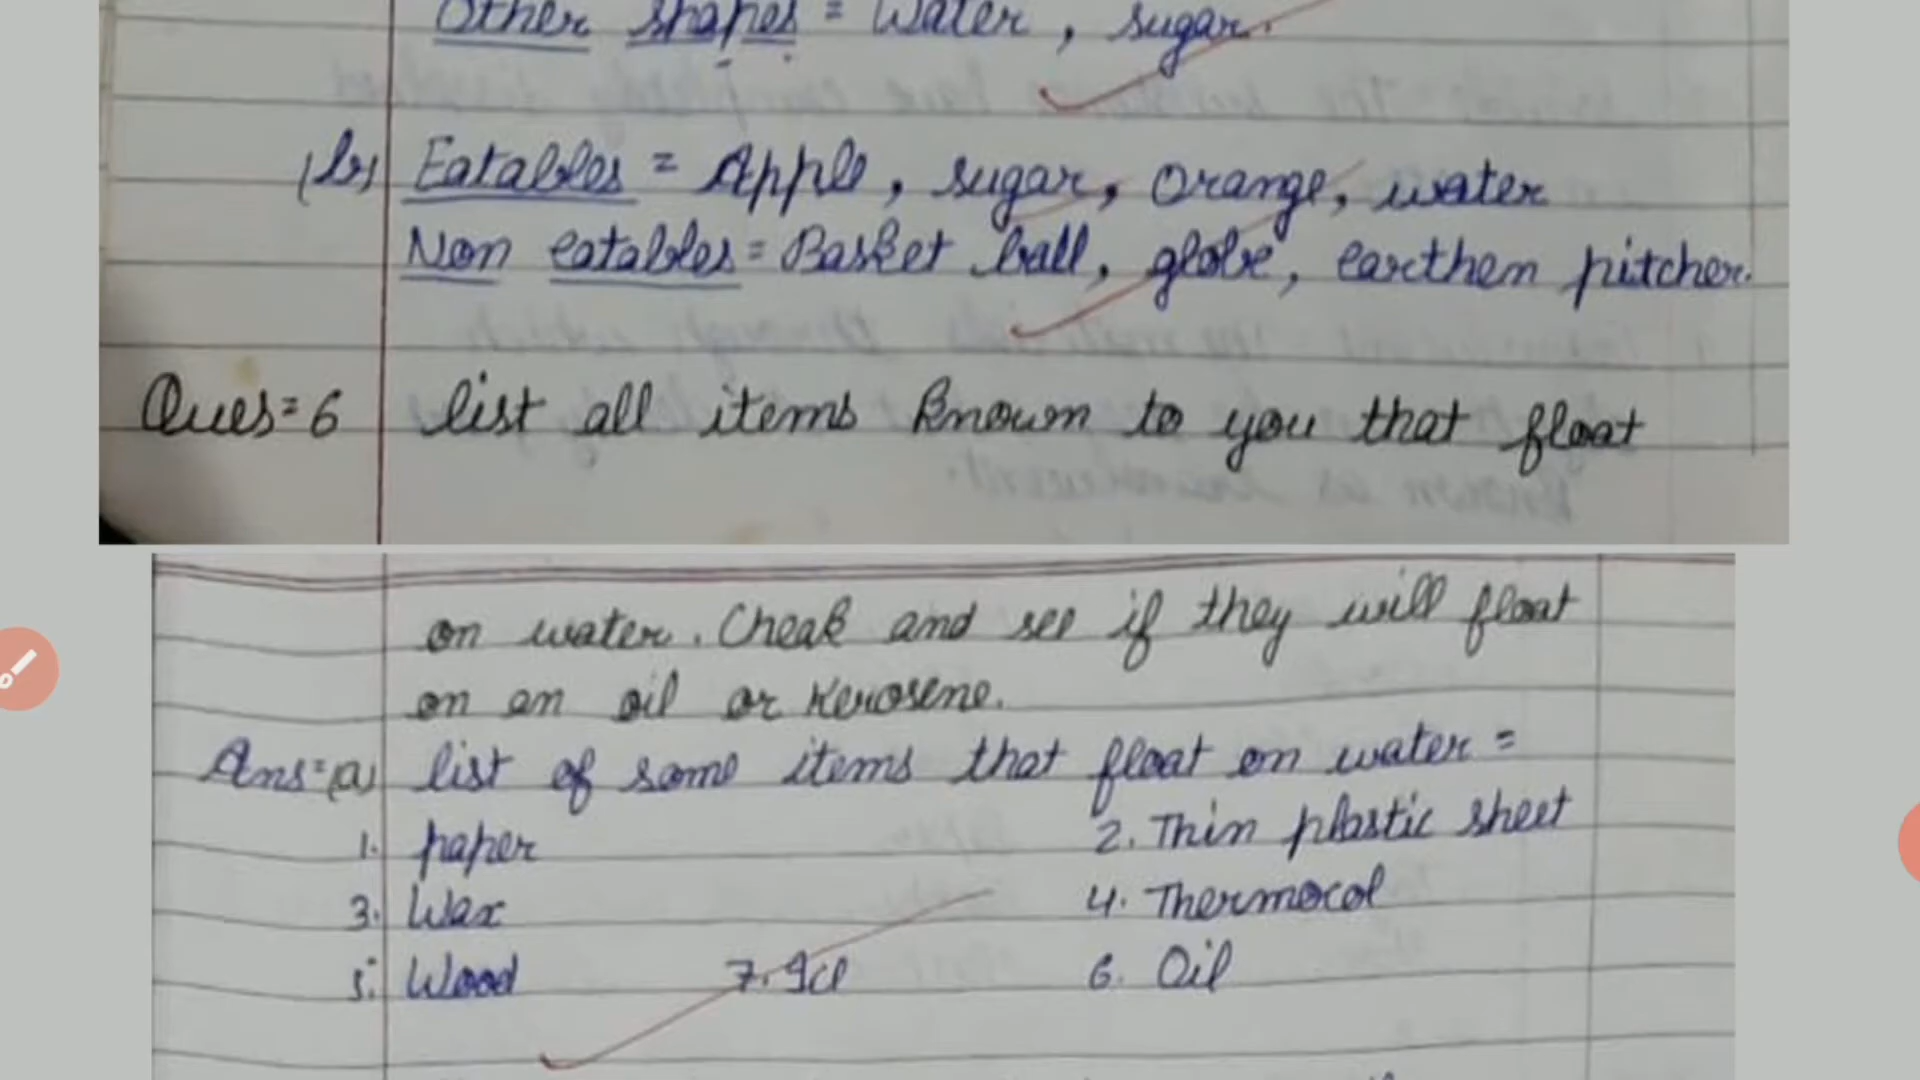 Other shapes = Water, sugar.
(b) Eatables = Apple, sugar, Orange, water
Non eatables = Basket ball, globe, earthen pitcher.
Ques = 6 list all items known to you that float
on water. Cheak and see if they will float
on an oil or Kerosene.
Ans = (a) list of some items that float on water =
1. paper 2. Thin plastic sheet
3. Wax 4. Thermocol
5. Wood 7. Ice 6. Oil